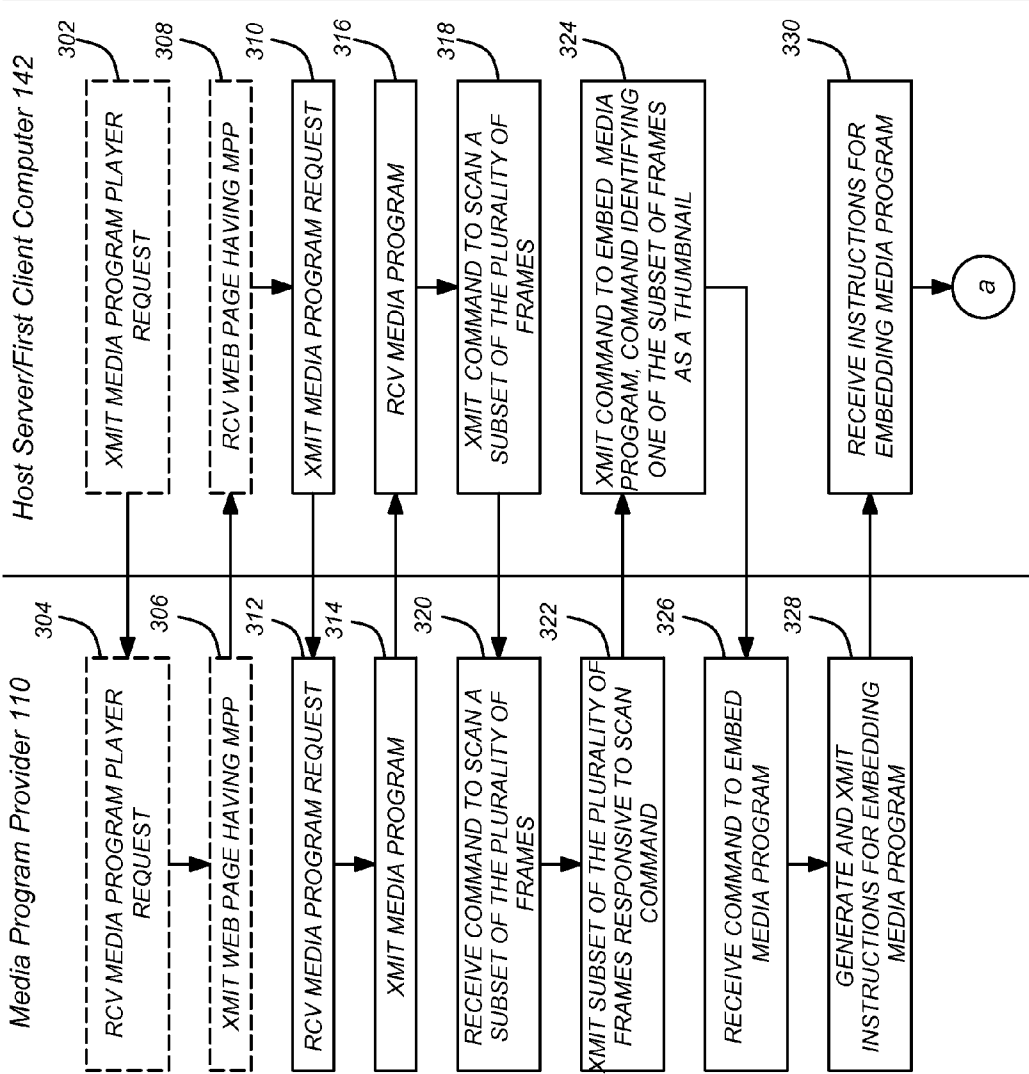 Media Program Provider 110
Host Server/First Client Computer 142
302
XMIT MEDIA PROGRAM PLAYER
REQUEST
304
RCV MEDIA PROGRAM PLAYER
REQUEST
306
XMIT WEB PAGE HAVING MPP
308
RCV WEB PAGE HAVING MPP
310
XMIT MEDIA PROGRAM REQUEST
312
RCV MEDIA PROGRAM REQUEST
314
XMIT MEDIA PROGRAM
316
RCV MEDIA PROGRAM
318
XMIT COMMAND TO SCAN A
SUBSET OF THE PLURALITY OF
FRAMES
320
RECEIVE COMMAND TO SCAN A
SUBSET OF THE PLURALITY OF
FRAMES
322
XMIT SUBSET OF THE PLURALITY OF
FRAMES RESPONSIVE TO SCAN
COMMAND
324
XMIT COMMAND TO EMBED MEDIA
PROGRAM, COMMAND IDENTIFYING
ONE OF THE SUBSET OF FRAMES
AS A THUMBNAIL
326
RECEIVE COMMAND TO EMBED
MEDIA PROGRAM
328
GENERATE AND XMIT
INSTRUCTIONS FOR EMBEDDING
MEDIA PROGRAM
330
RECEIVE INSTRUCTIONS FOR
EMBEDDING MEDIA PROGRAM
a